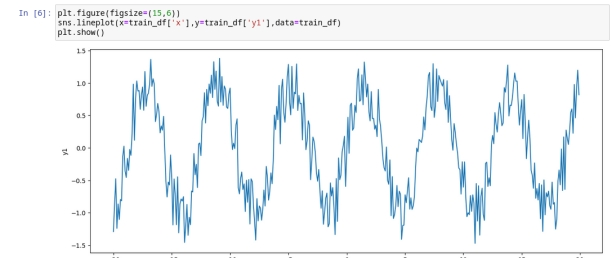 In [6]: plt.figure(figsize=(15,6))
sns.lineplot(x=train_df['x'],y=train_df['y1'],data=train_df)
plt.show()
1.5
1.0
0.5
0.0
−0.5
−1.0
−1.5
y1